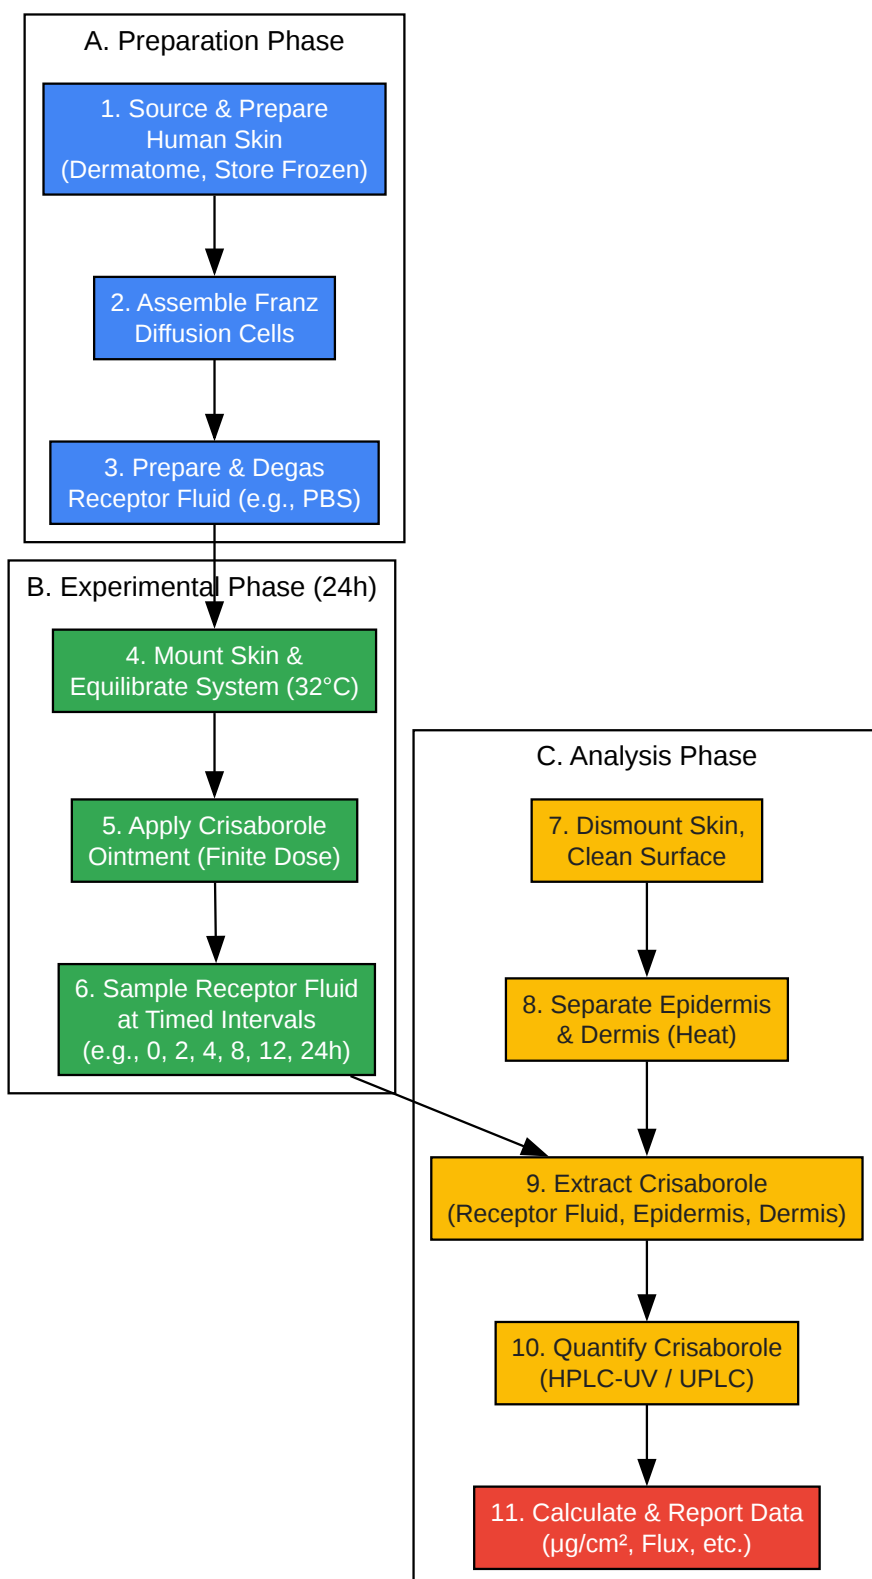 A. Preparation Phase
1. Source & Prepare
Human Skin
(Dermatome, Store Frozen)
2. Assemble Franz
Diffusion Cells
3. Prepare & Degas
Receptor Fluid (e.g., PBS)
B. Experimental Phase (24h)
4. Mount Skin &
Equilibrate System (32°C)
5. Apply Crisaborole
Ointment (Finite Dose)
6. Sample Receptor Fluid
at Timed Intervals
(e.g., 0, 2, 4, 8, 12, 24h)
C. Analysis Phase
7. Dismount Skin,
Clean Surface
8. Separate Epidermis
& Dermis (Heat)
9. Extract Crisaborole
(Receptor Fluid, Epidermis, Dermis)
10. Quantify Crisaborole
(HPLC-UV / UPLC)
11. Calculate & Report Data
(µg/cm², Flux, etc.)